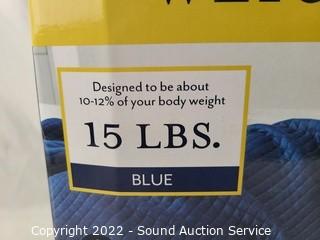 Designed to be about
10-12% of your body weight
15 LBS.
BLUE
Copyright 2022 - Sound Auction Service